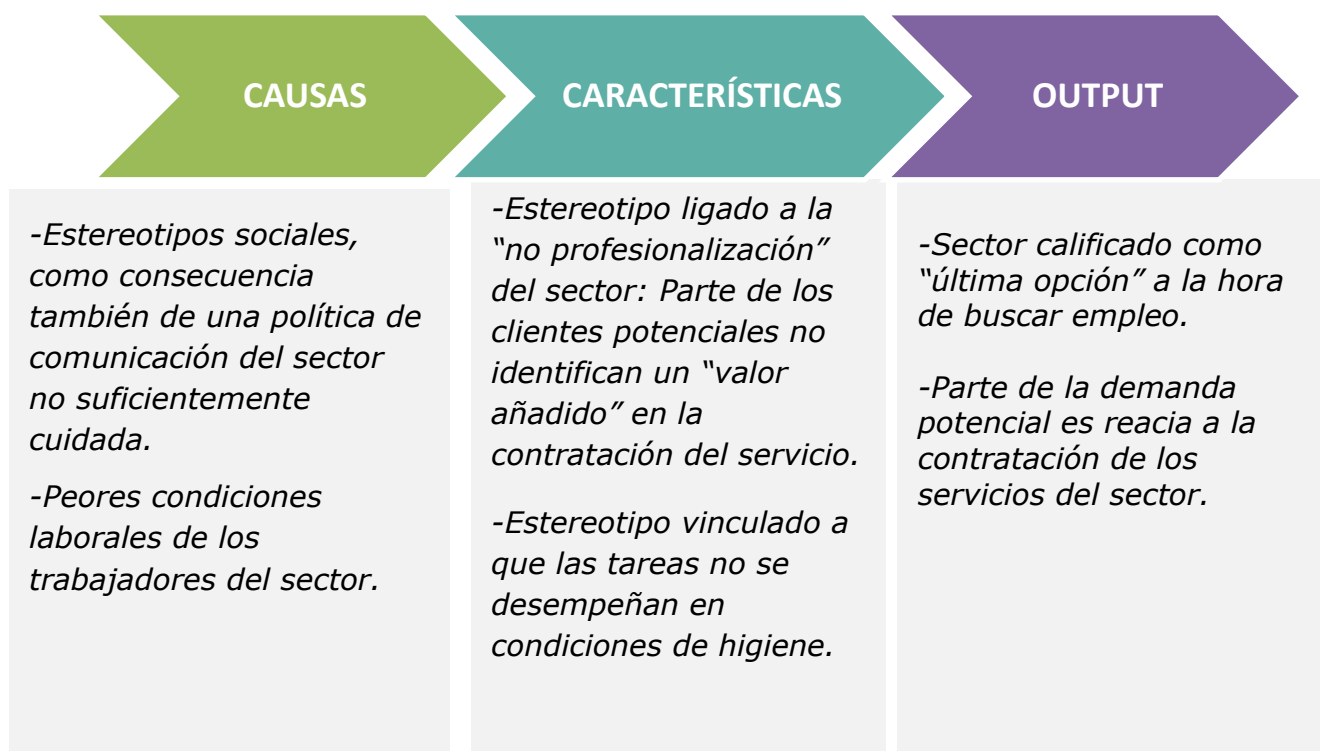 CAUSAS
CARACTERÍSTICAS
OUTPUT
-Estereotipos sociales,
como consecuencia
también de una política de
comunicación del sector
no suficientemente
cuidada.
-Peores condiciones
laborales de los
trabajadores del sector.
-Estereotipo ligado a la
“no profesionalización”
del sector: Parte de los
clientes potenciales no
identifican un “valor
añadido” en la
contratación del servicio.
-Estereotipo vinculado a
que las tareas no se
desempeñan en
condiciones de higiene.
-Sector calificado como
“última opción” a la hora
de buscar empleo.
-Parte de la demanda
potencial es reacia a la
contratación de los
servicios del sector.